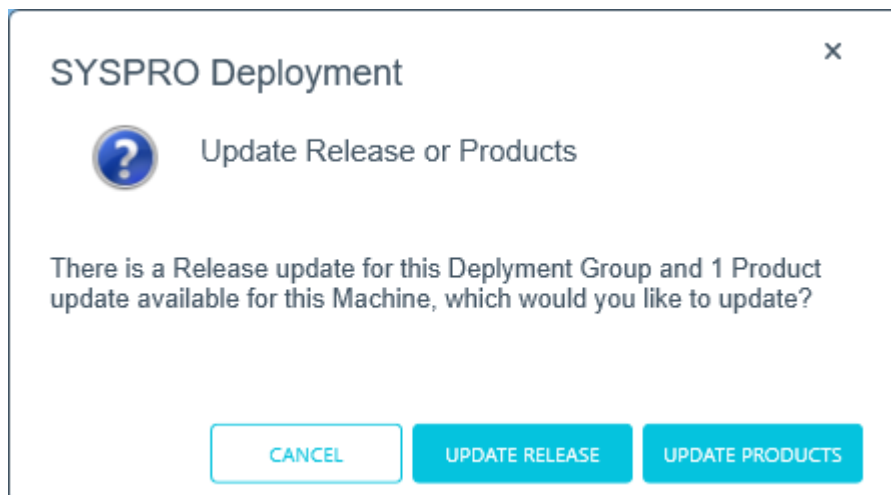 SYSPRO Deployment
Update Release or Products
There is a Release update for this Deplyment Group and 1 Product
update available for this Machine, which would you like to update?
CANCEL
UPDATE RELEASE
UPDATE PRODUCTS